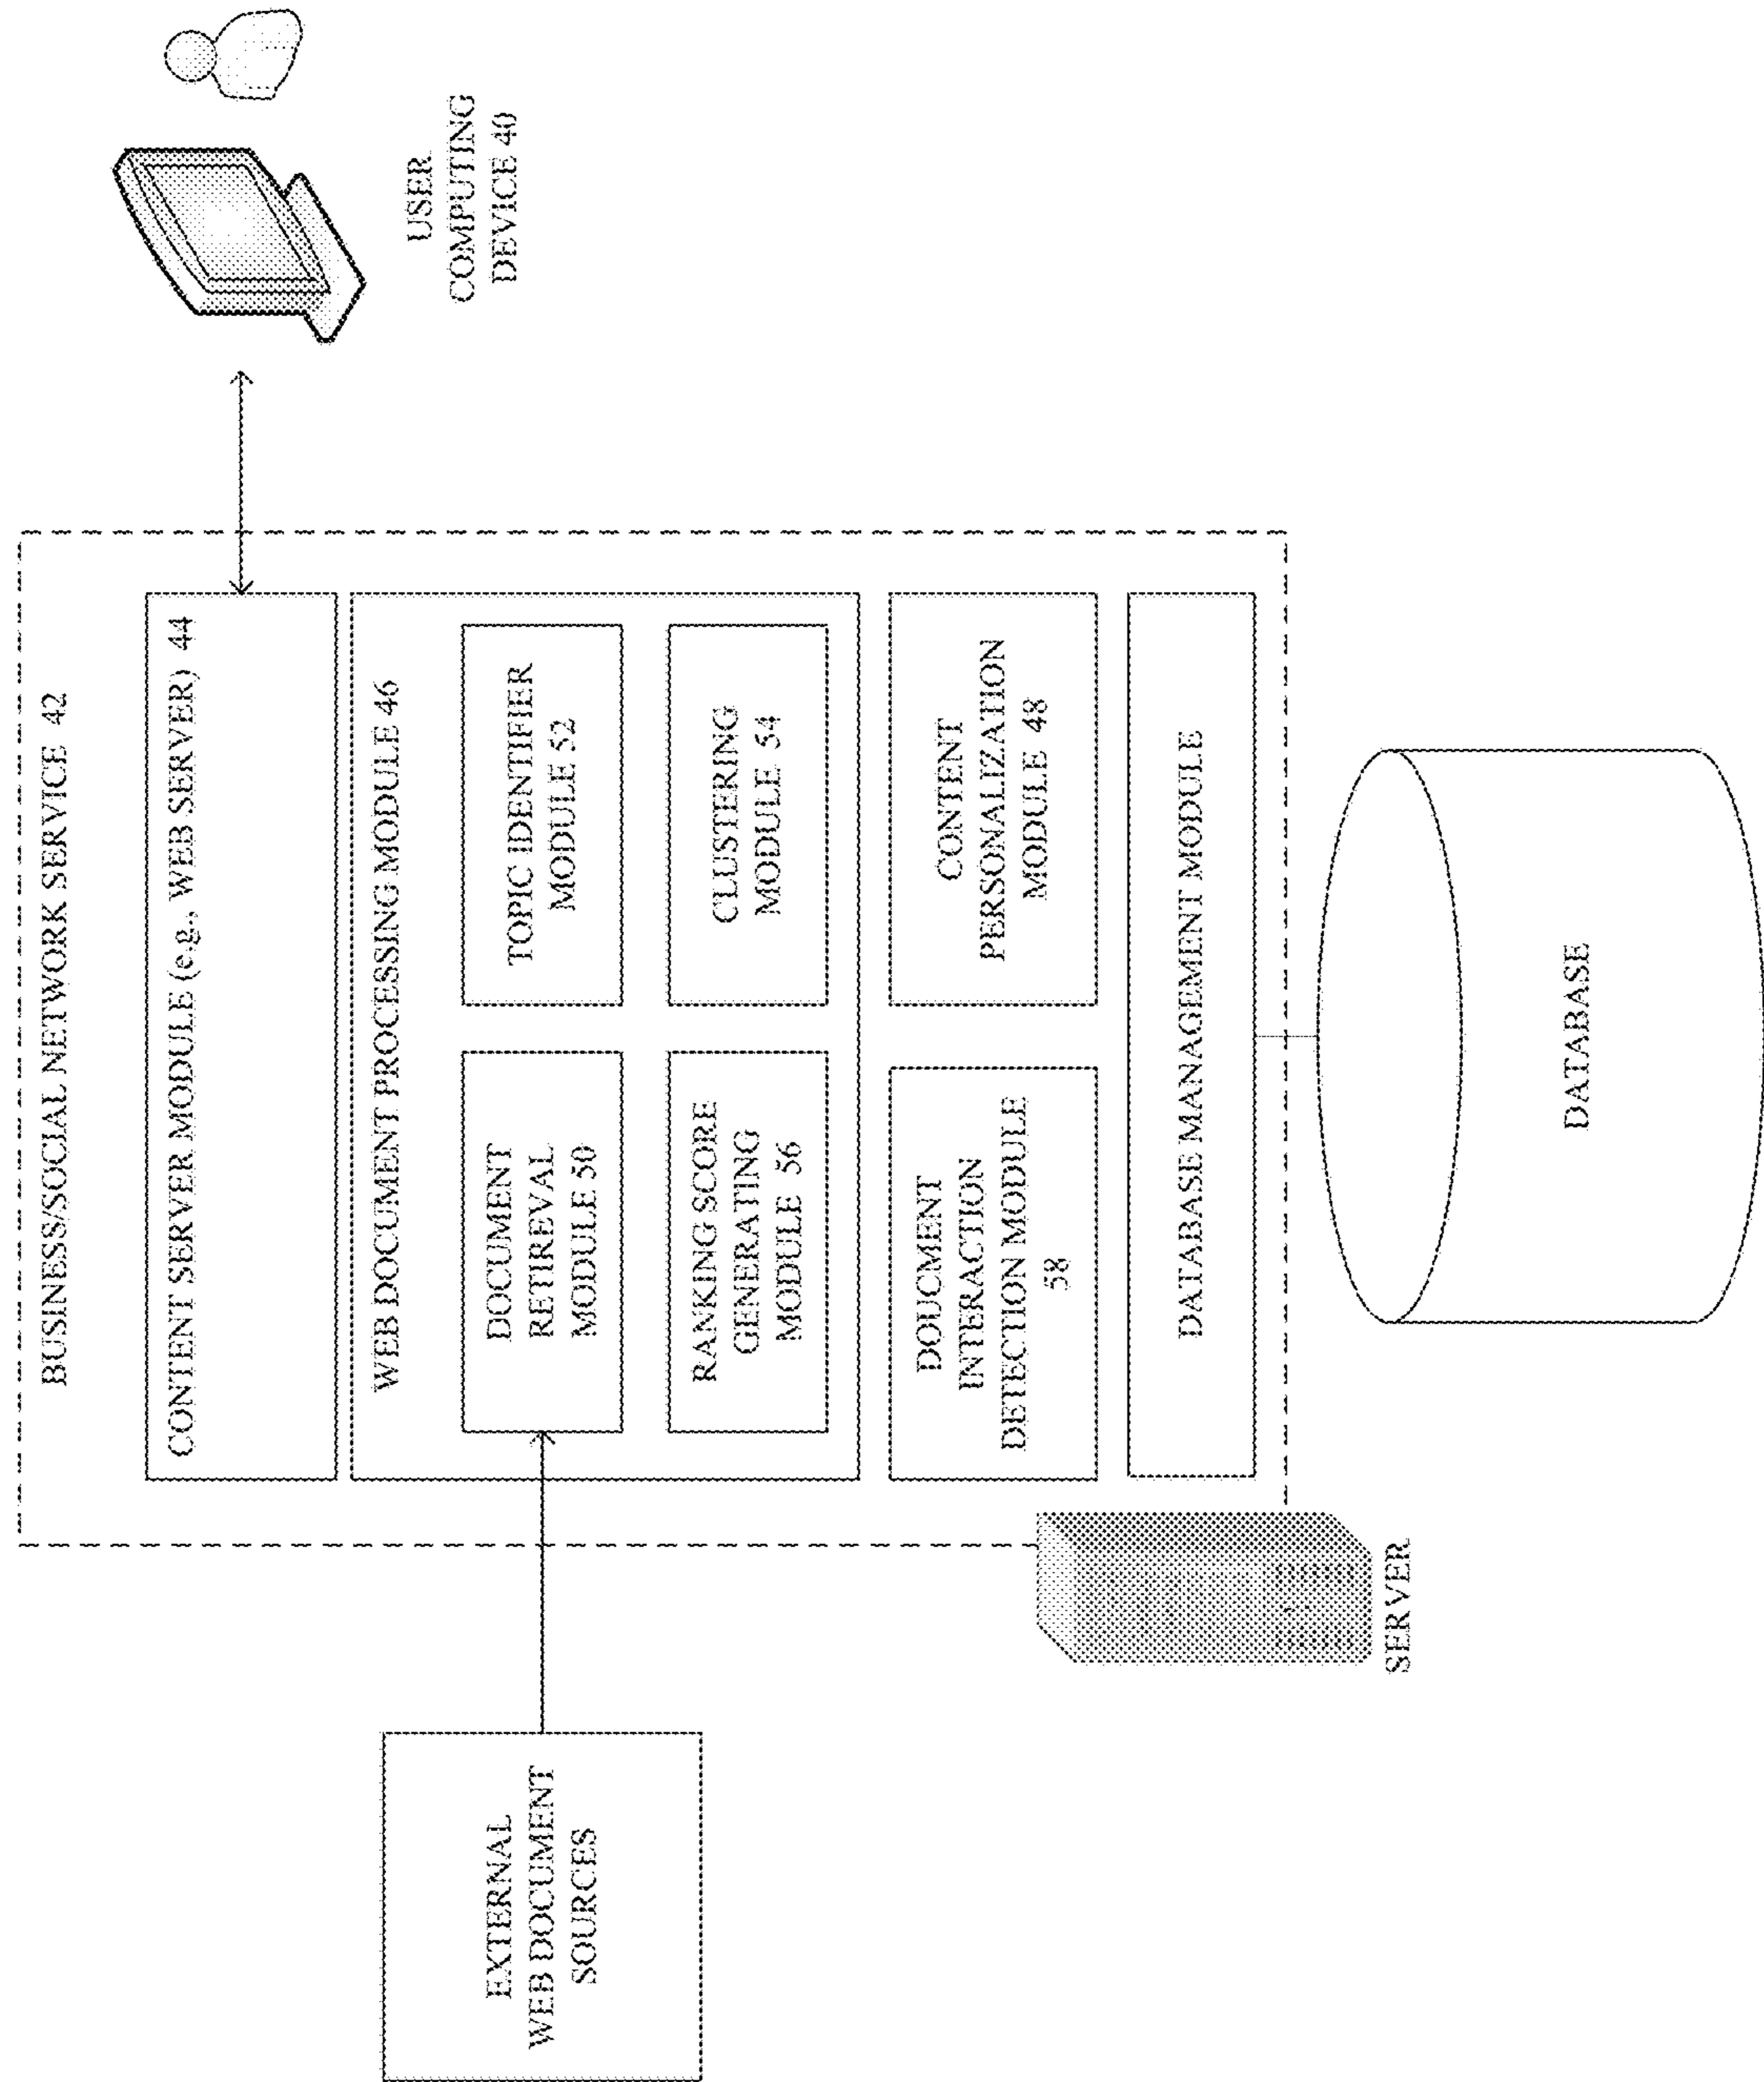 BUSINESS/SOCIAL NETWORK SERVICE 42
CONTENT SERVER MODULE (e.g., WEB SERVER) 44
WEB DOCUMENT PROCESSING MODULE 46
DOCUMENT
RETIREVAL
MODULE 50
TOPIC IDENTIFIER
MODULE 52
RANKING SCORE
GENERATING
MODULE 56
CLUSTERING
MODULE 54
DOUCMENT
INTERACTION
DETECTION MODULE
58
CONTENT
PERSONALIZATION
MODULE 48
DATABASE MANAGEMENT MODULE
EXTERNAL
WEB DOCUMENT
SOURCES
USER
COMPUTING
DEVICE 40
SERVER
DATABASE